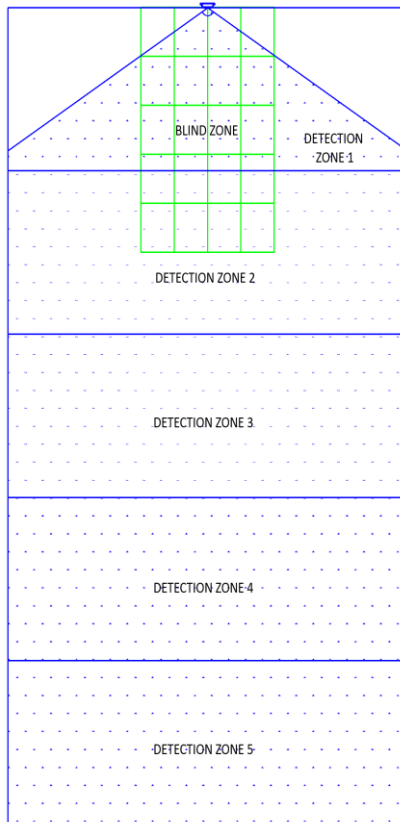 BLIND ZONE
DETECTION
ZONE 1
DETECTION ZONE 2
DETECTION ZONE 3
DETECTION ZONE 4
DETECTION ZONE 5